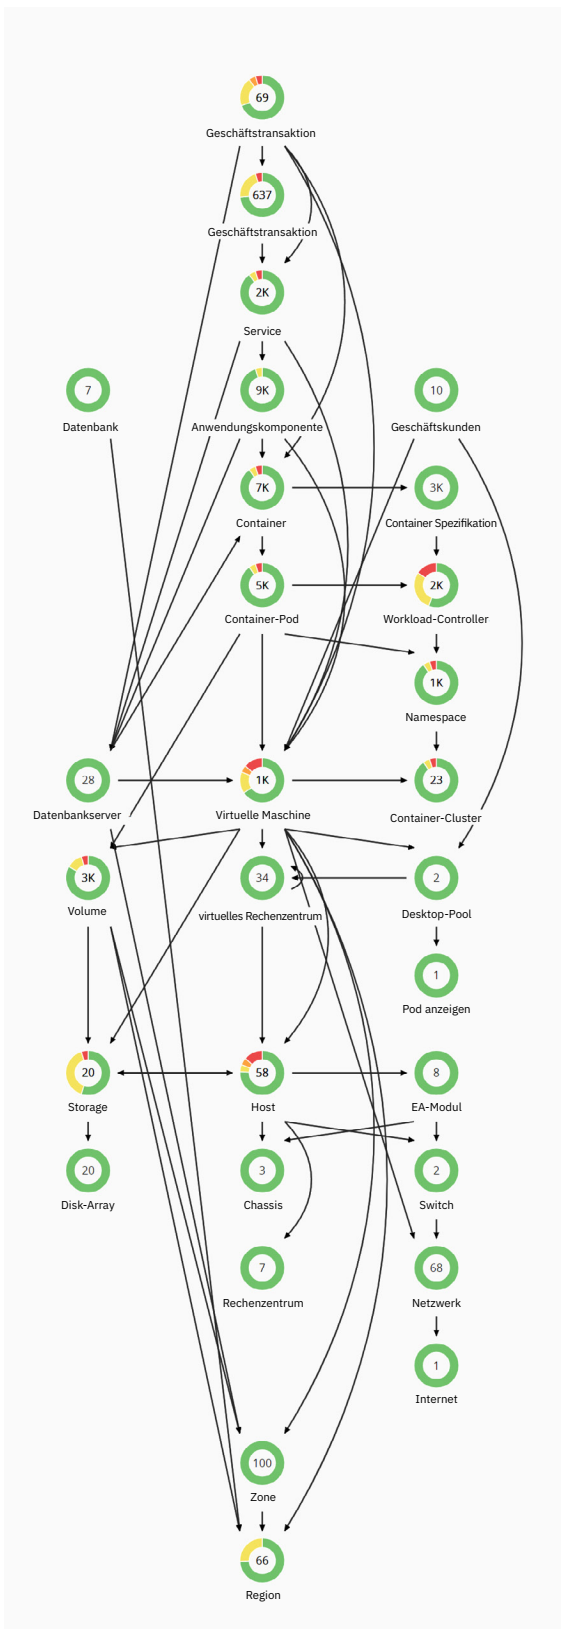 69
Geschäftstransaktion
637
Geschäftstransaktion
2K
Service
7
Datenbank
9K
Anwendungskomponente
10
Geschäftskunden
7K
Container
3K
Container Spezifikation
5K
Container-Pod
2K
Workload-Controller
1K
Namespace
28
Datenbankserver
1K
Virtuelle Maschine
23
Container-Cluster
3K
Volume
34
virtuelles Rechenzentrum
2
Desktop-Pool
1
Pod anzeigen
20
Storage
58
Host
8
EA-Modul
20
Disk-Array
3
Chassis
2
Switch
7
Rechenzentrum
68
Netzwerk
1
Internet
100
Zone
66
Region